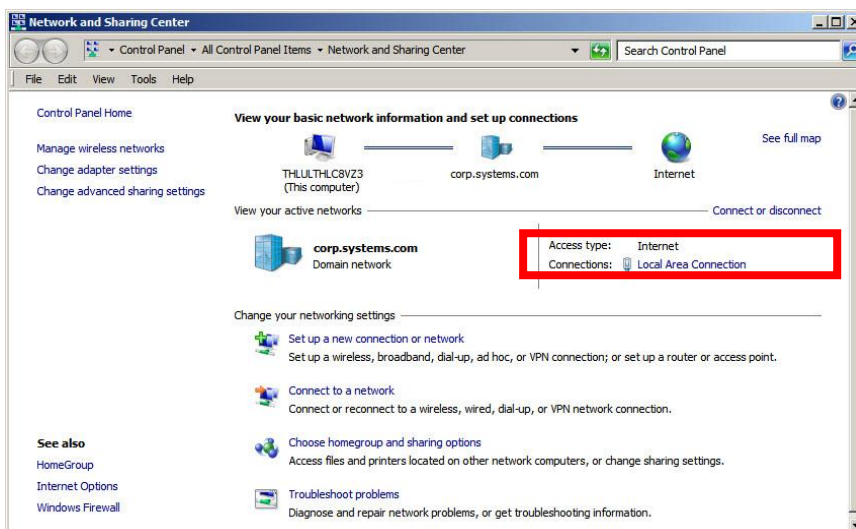 Network and Sharing Center
Control Panel All Control Panel Items Network and Sharing Center Search Control Panel
File Edit View Tools Help
Control Panel Home
Manage wireless networks
Change adapter settings
Change advanced sharing settings
View your basic network information and set up connections
See full map
THLULTHLC8VZ3
(This computer)
corp.systems.com
Internet
View your active networks
Connect or disconnect
corp.systems.com
Domain network
Access type: Internet
Connections: Local Area Connection
Change your networking settings
Set up a new connection or network
Set up a wireless, broadband, dial-up, ad hoc, or VPN connection; or set up a router or access point.
Connect to a network
Connect or reconnect to a wireless, wired, dial-up, or VPN network connection.
Choose homegroup and sharing options
Access files and printers located on other network computers, or change sharing settings.
Troubleshoot problems
Diagnose and repair network problems, or get troubleshooting information.
See also
HomeGroup
Internet Options
Windows Firewall